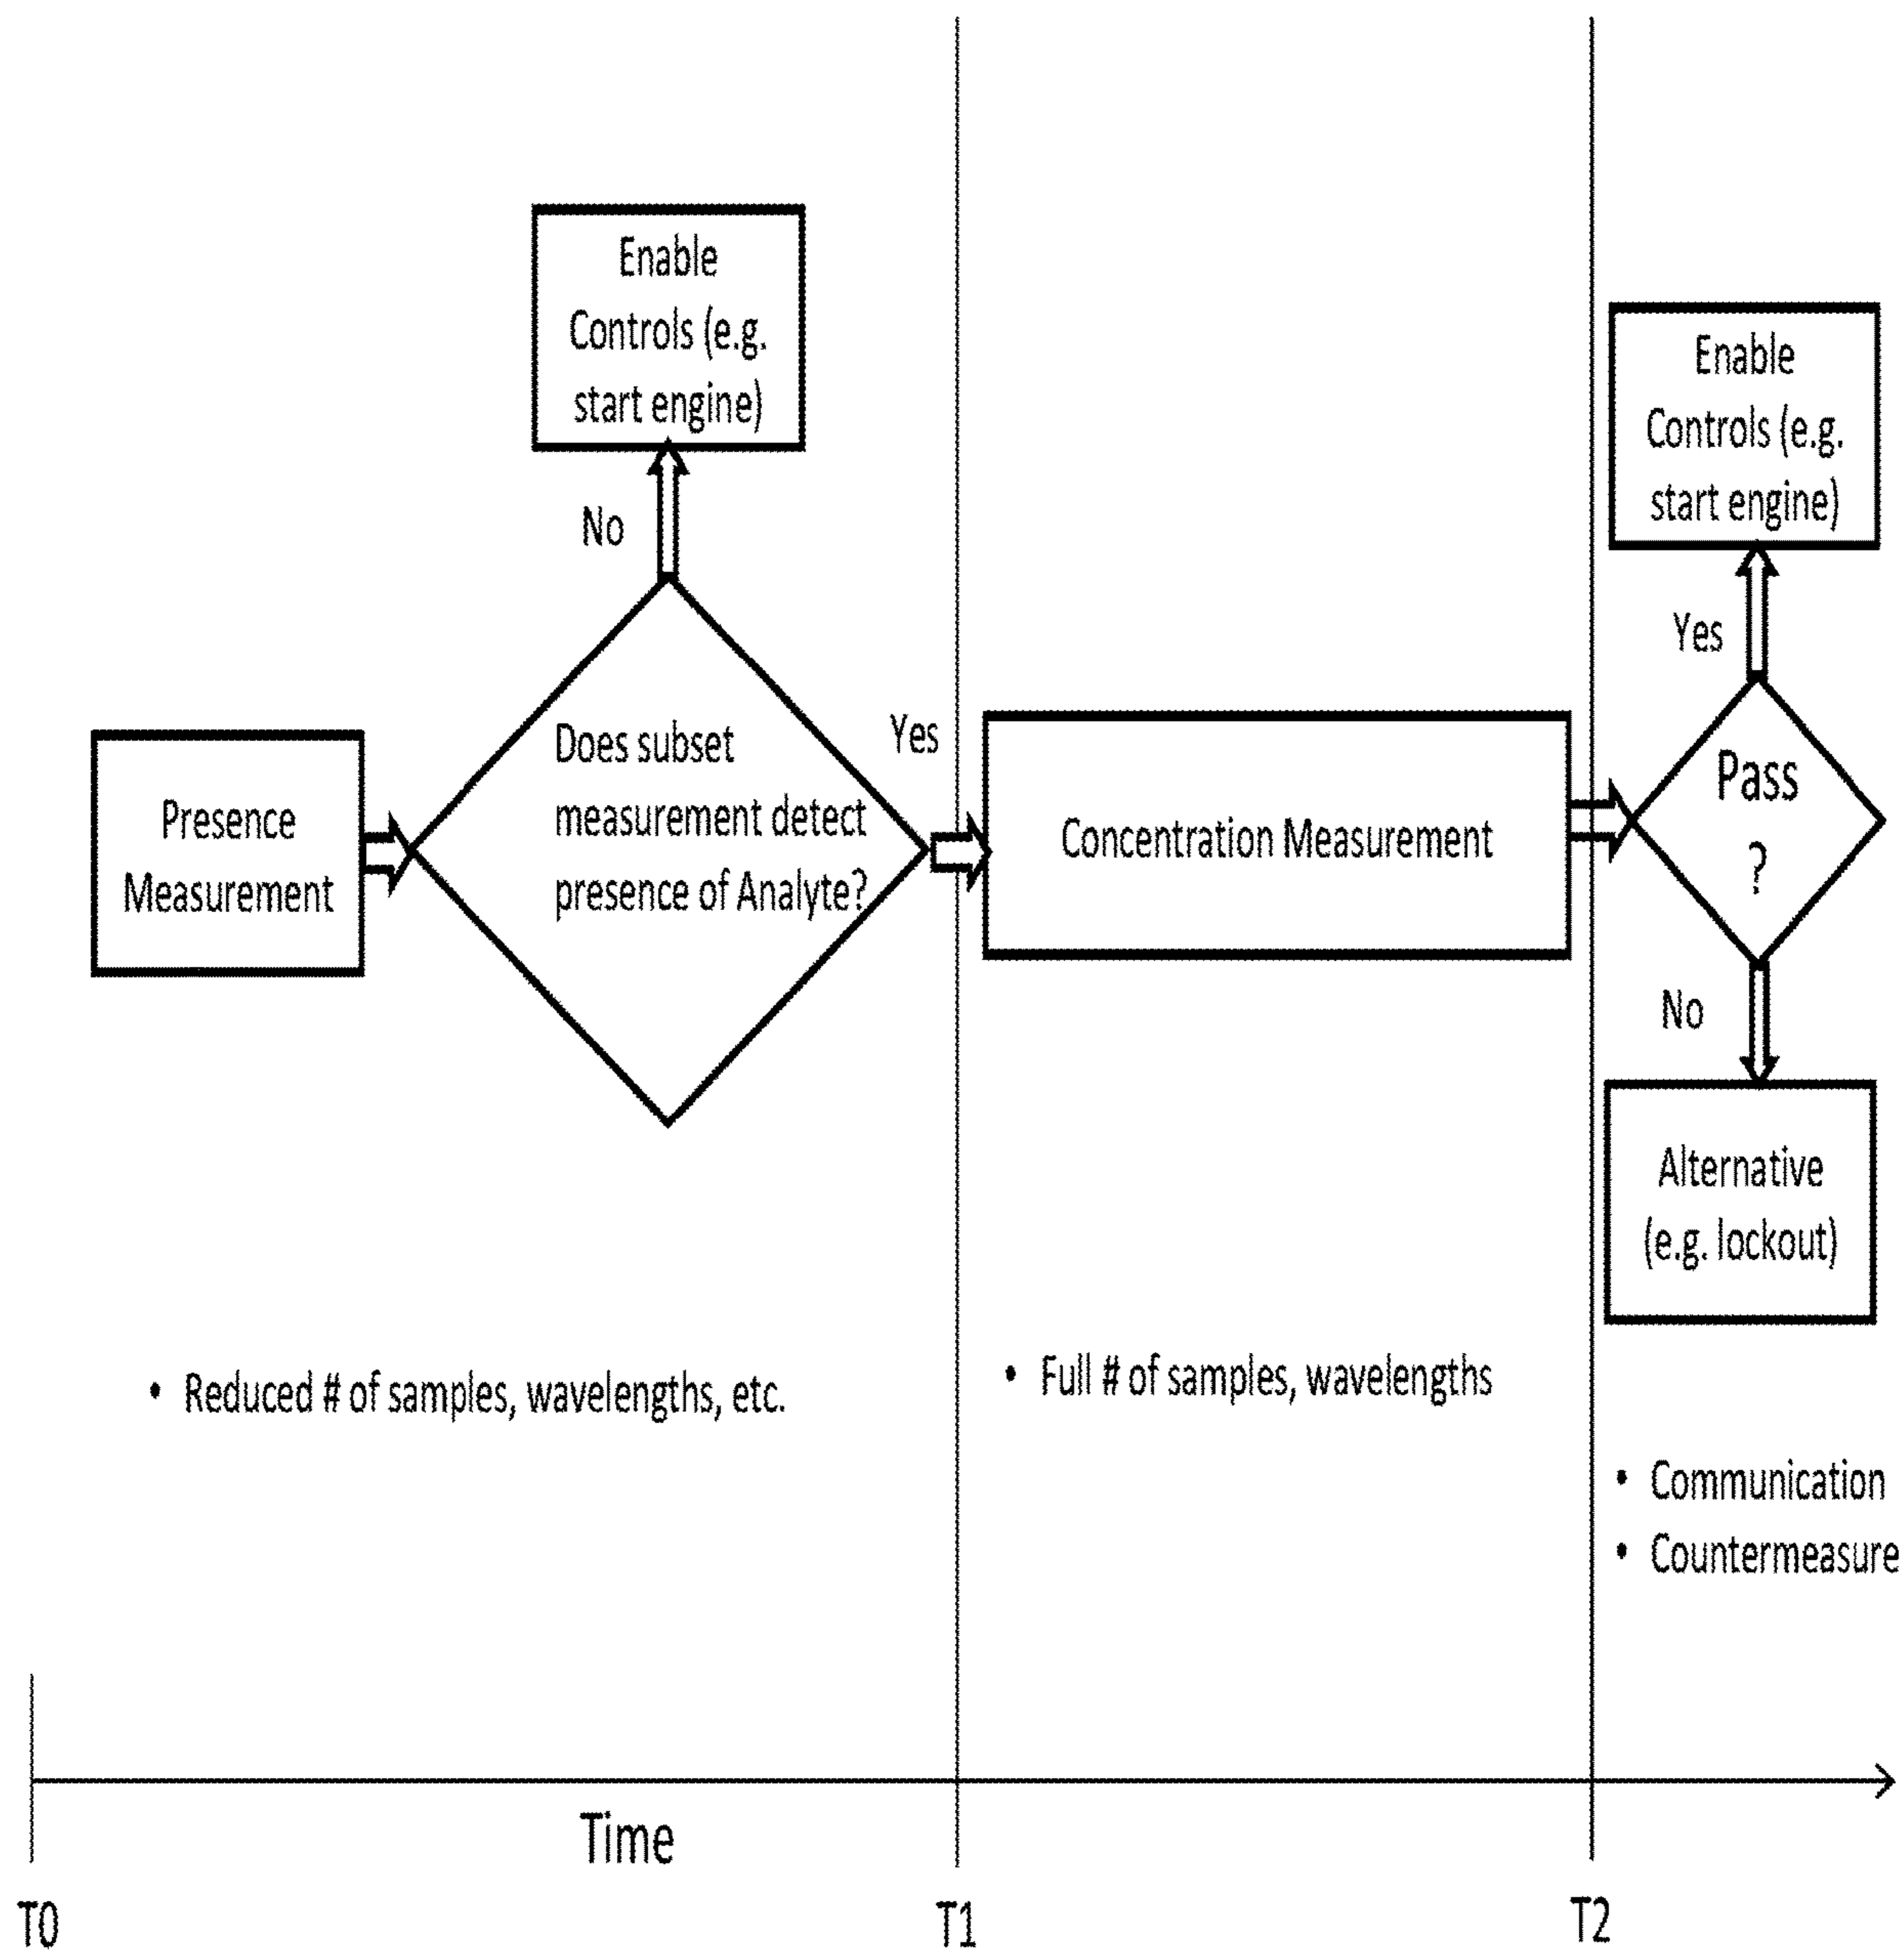 Enable
Controls (e.g.
start engine)
No
Presence
Measurement
Does subset
measurement detect
presence of Analyte?
Yes
Concentration Measurement
Enable
Controls (e.g.
start engine)
Yes
Pass
?
No
Alternative
(e.g. lockout)
• Reduced # of samples, wavelengths, etc.
• Full # of samples, wavelengths
• Communication
• Countermeasure
Time
T0
T1
T2